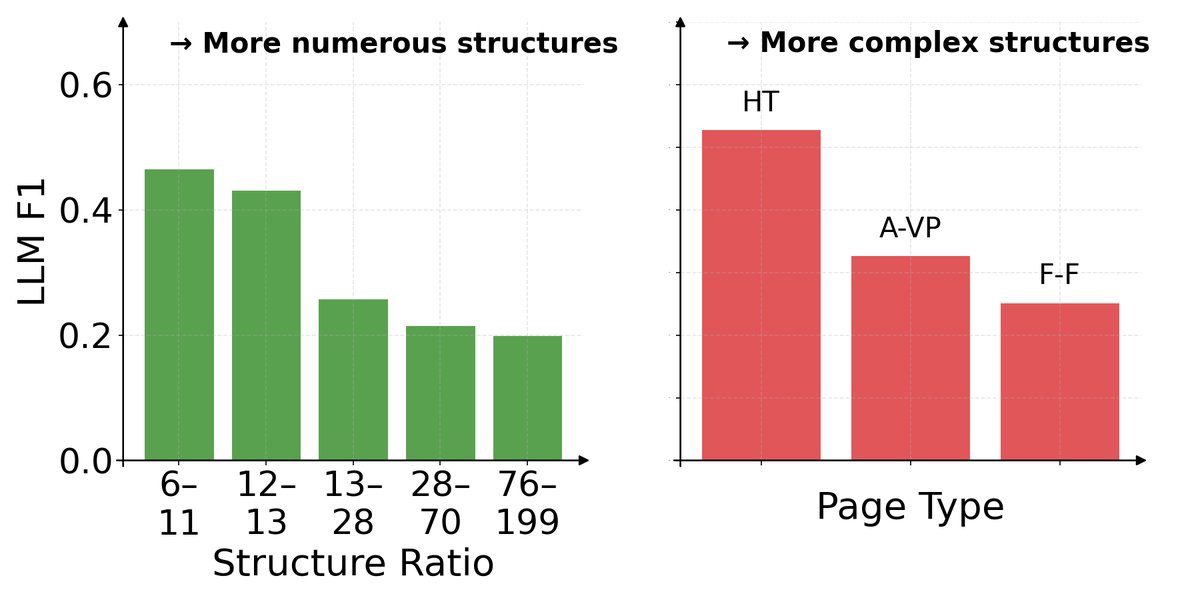 → More numerous structures
LLM F1
0.6
0.4
0.2
0.0
6–
11
12–
13
13–
28
28–
70
76–
199
Structure Ratio
→ More complex structures
HT
A-VP
F-F
Page Type